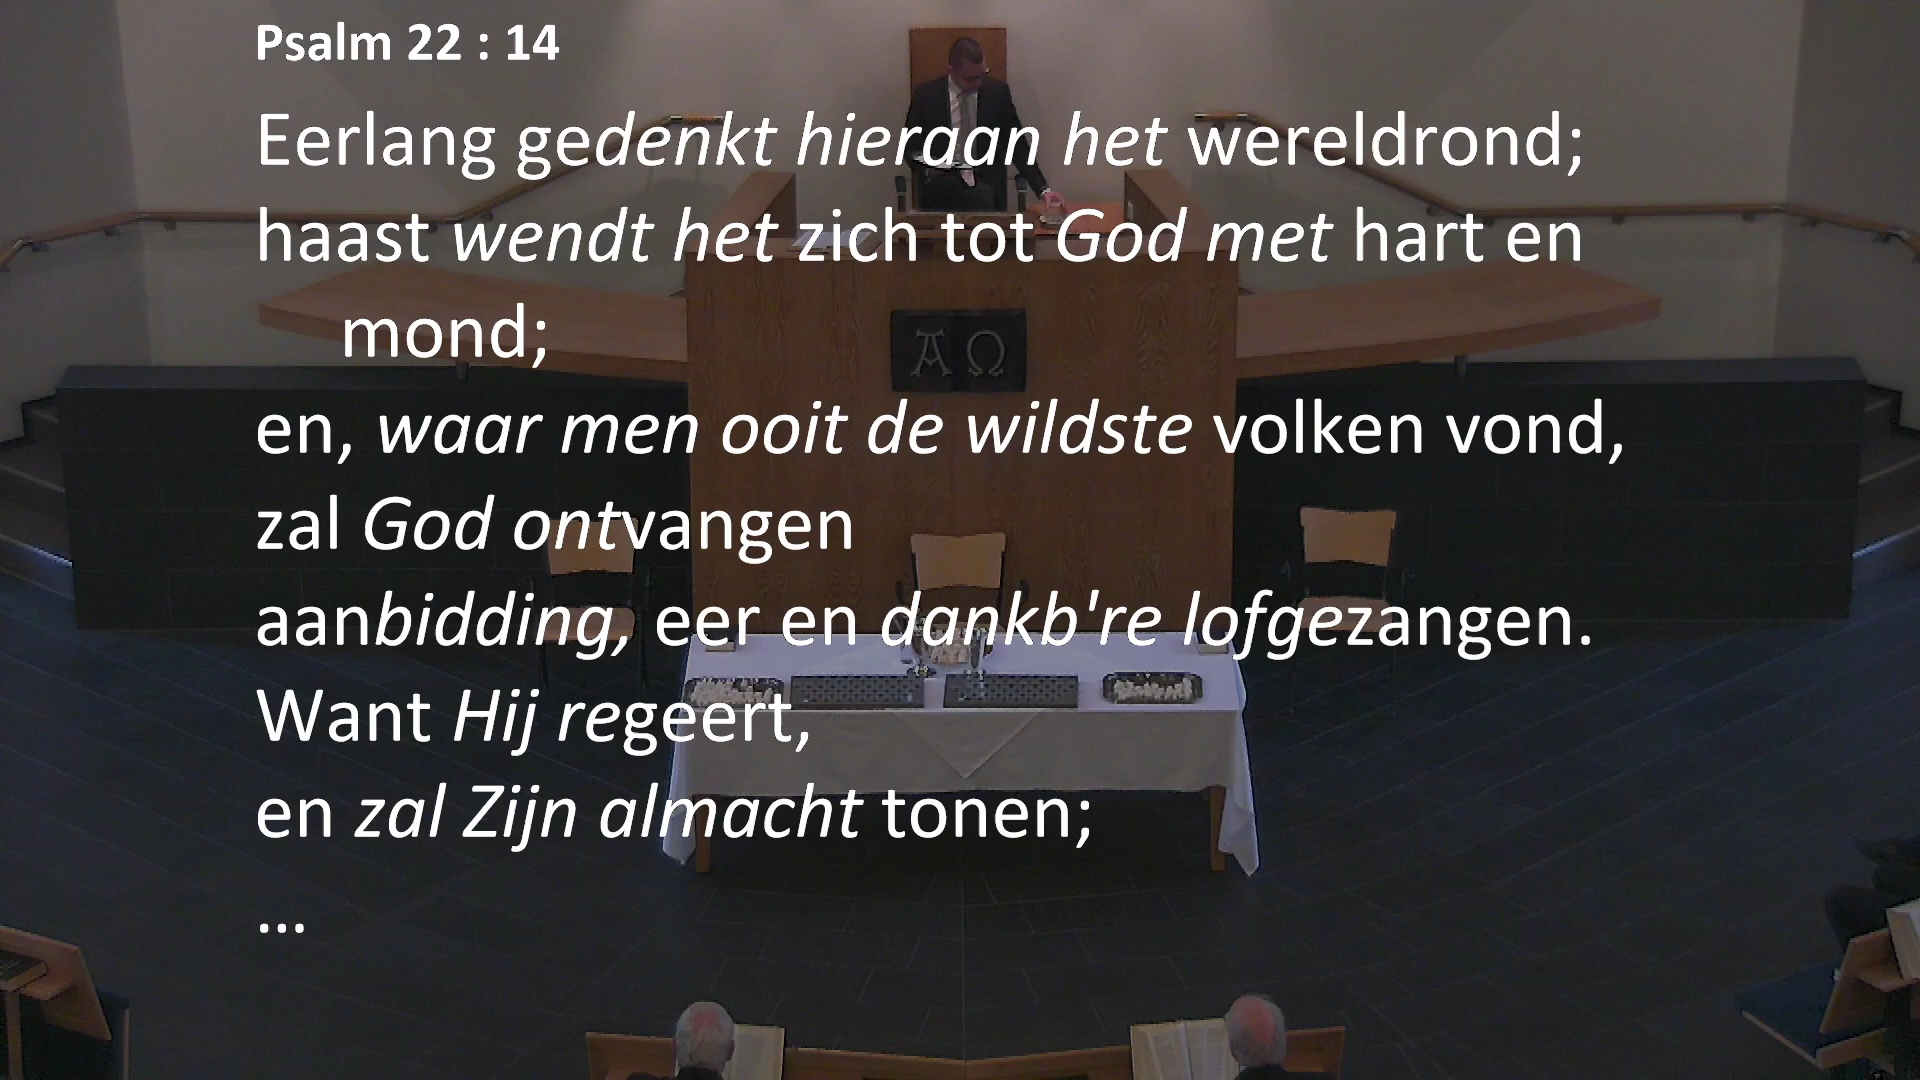 Psalm 22 : 14
Eerlang gedenkt hieraan het wereldrond;
haast wendt het zich tot God met hart en
mond;
en, waar men ooit de wildste volken vond,
zal God ontvangen
aanbidding, eer en dankb're lofgezangen.
Want Hij regeert,
en zal Zijn almacht tonen;
...
Α Ω